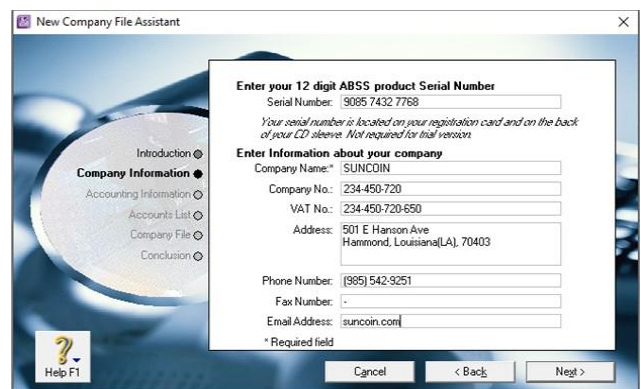 New Company File Assistant
Enter your 12 digit ABSS product Serial Number
Serial Number: 9085 7432 7768
Your serial number is located on your registration card and on the back
of your CD sleeve. Not required for trial version.
Introduction
Company Information
Accounting Information
Accounts List
Company File
Conclusion
Enter Information about your company
Company Name:* SUNCOIN
Company No.: 234-450-720
VAT No.: 234-450-720-650
Address: 501 E Hanson Ave
Hammond, Louisiana(LA), 70403
Phone Number: (985) 542-9251
Fax Number: -
Email Address: suncoin.com
* Required field
Help F1
Cancel
< Back
Next >